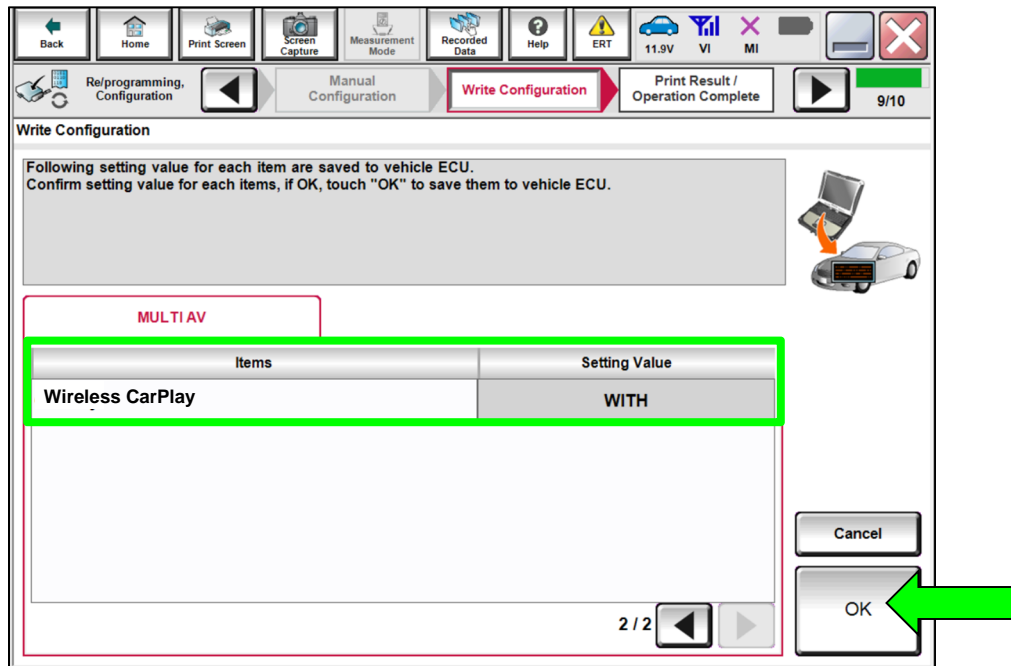 Back
Home
Print Screen
Screen
Capture
Measurement
Mode
Recorded
Data
Help
ERT
11.9V
VI
MI
Re/programming,
Configuration
Manual
Configuration
Write Configuration
Print Result /
Operation Complete
9/10
Write Configuration
Following setting value for each item are saved to vehicle ECU.
Confirm setting value for each items, if OK, touch "OK" to save them to vehicle ECU.
MULTI AV
Items
Setting Value
Wireless CarPlay
WITH
Cancel
OK
2 / 2